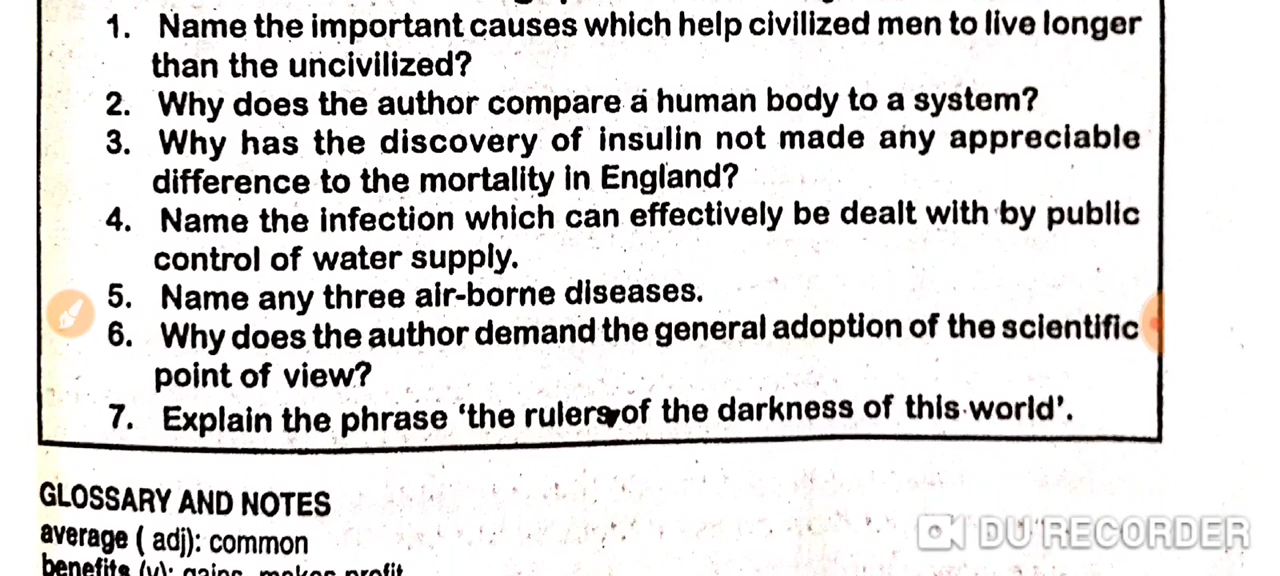 1. Name the important causes which help civilized men to live longer
than the uncivilized?
2. Why does the author compare a human body to a system?
3. Why has the discovery of insulin not made any appreciable
difference to the mortality in England?
4. Name the infection which can effectively be dealt with by public
control of water supply.
5. Name any three air-borne diseases.
6. Why does the author demand the general adoption of the scientific
point of view?
7. Explain the phrase 'the rulers of the darkness of this world'.
GLOSSARY AND NOTES
average ( adj): common
benefits (v): gains, makes profit
DU RECORDER